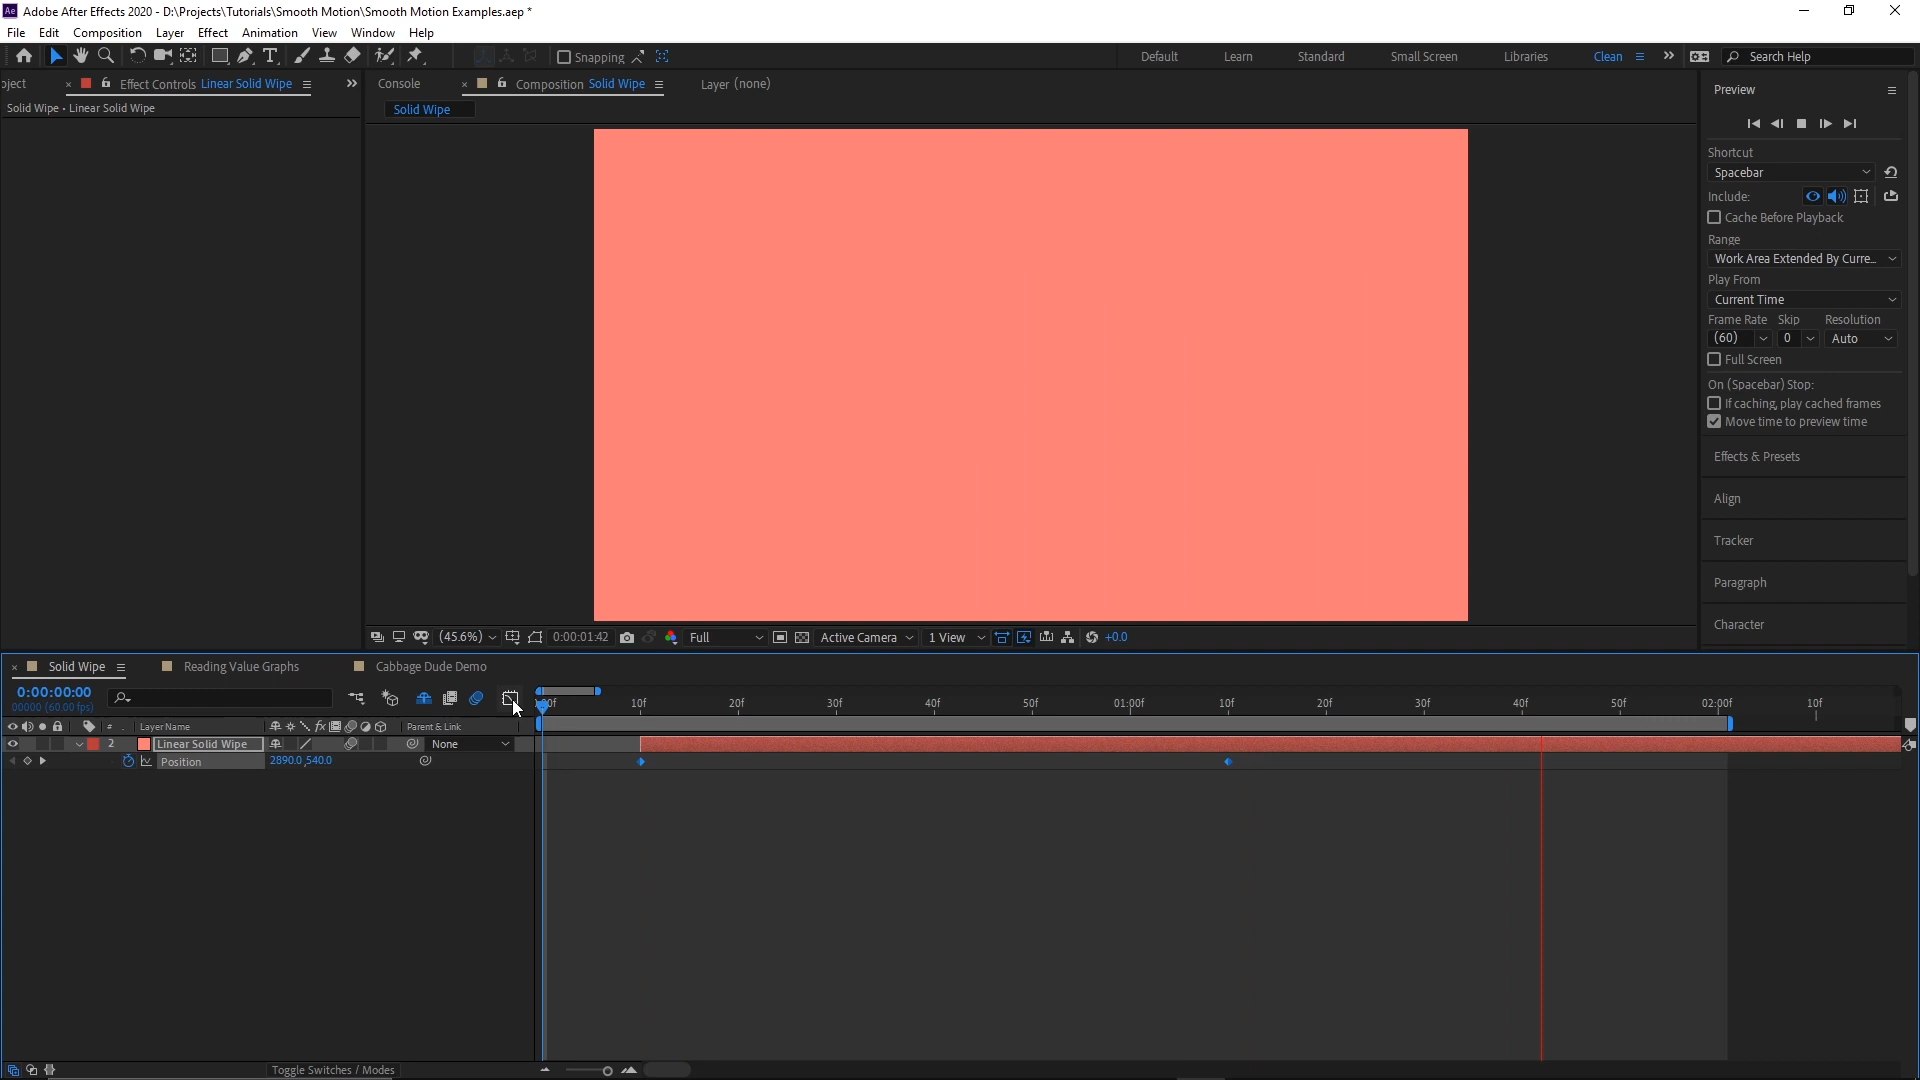 Adobe After Effects 2020 - D:\Projects\Tutorials\Smooth Motion\Smooth Motion Examples.aep *
File Edit Composition Layer Effect Animation View Window Help
Snapping Default Learn Standard Small Screen Libraries Clean Search Help
oject × Effect Controls Linear Solid Wipe Console × Composition Solid Wipe Layer (none)
Solid Wipe • Linear Solid Wipe
Solid Wipe
Preview
Shortcut
Spacebar
Include:
Cache Before Playback
Range
Work Area Extended By Curre...
Play From
Current Time
Frame Rate Skip Resolution
(60) 0 Auto
Full Screen
On (Spacebar) Stop:
If caching, play cached frames
Move time to preview time
Effects & Presets
Align
Tracker
Paragraph
Character
(45.6%) 0:00:01:42 Full Active Camera 1 View +0.0
× Solid Wipe Reading Value Graphs Cabbage Dude Demo
0:00:00:00
00000 (60.00 fps)
00f 10f 20f 30f 40f 50f 01:00f 10f 20f 30f 40f 50f 02:00f 10f
# Layer Name fx Parent & Link
2 Linear Solid Wipe None
Position 2890.0,540.0
Toggle Switches / Modes